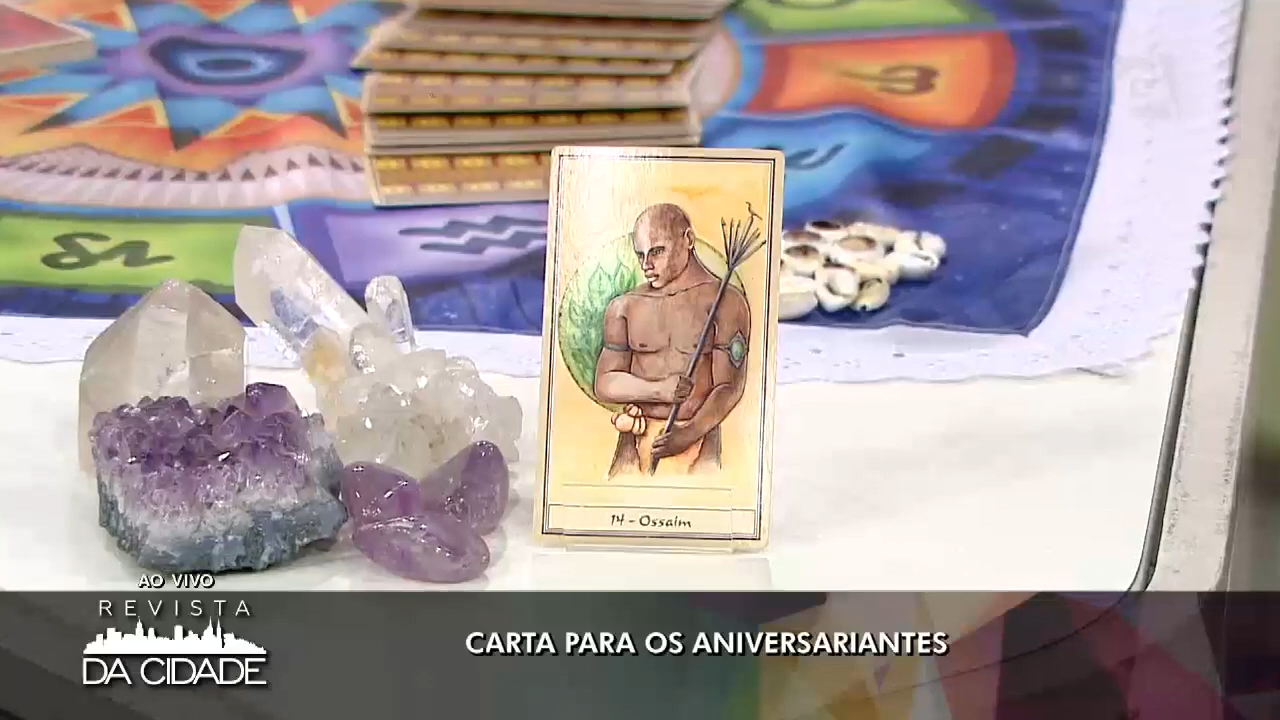 14 - Ossaim
AO VIVO
REVISTA
DA CIDADE
CARTA PARA OS ANIVERSARIANTES